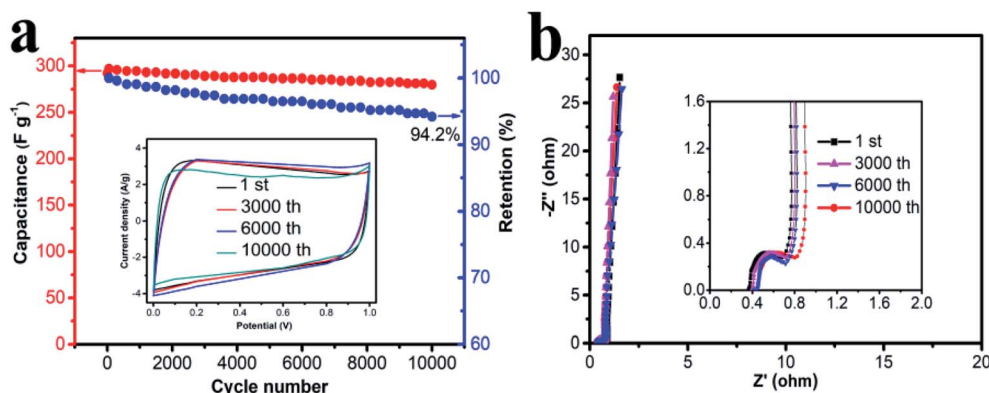 a
Capacitance (F g⁻¹)
300
250
200
150
100
50
0
94.2%
100
90
80
70
60
Retention (%)
Current density (A/g)
4
2
0
-2
-4
1 st
3000 th
6000 th
10000 th
0.0 0.2 0.4 0.6 0.8 1.0
Potential (V)
0 2000 4000 6000 8000 10000
Cycle number
b
-Z'' (ohm)
30
25
20
15
10
5
0
1.6
1.2
0.8
0.4
0.0
1 st
3000 th
6000 th
10000 th
0.0 0.4 0.8 1.2 1.6 2.0
0 5 10 15 20
Z' (ohm)